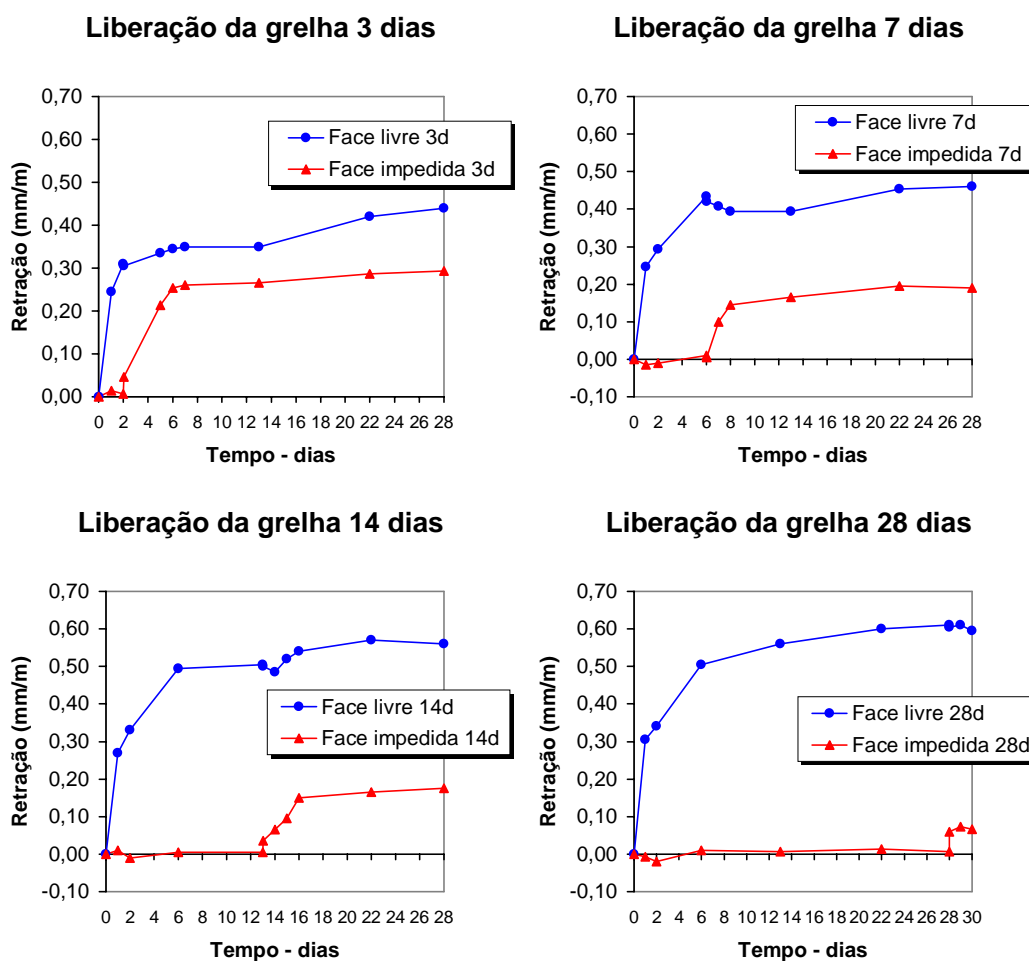 Liberação da grelha 3 dias
0,70
0,60
0,50
0,40
0,30
0,20
0,10
0,00
Retração (mm/m)
Face livre 3d
Face impedida 3d
0 2 4 6 8 10 12 14 16 18 20 22 24 26 28
Tempo - dias
Liberação da grelha 7 dias
0,70
0,60
0,50
0,40
0,30
0,20
0,10
0,00
-0,10
Retração (mm/m)
Face livre 7d
Face impedida 7d
0 2 4 6 8 10 12 14 16 18 20 22 24 26 28
Tempo - dias
Liberação da grelha 14 dias
0,70
0,60
0,50
0,40
0,30
0,20
0,10
0,00
-0,10
Retração (mm/m)
Face livre 14d
Face impedida 14d
0 2 4 6 8 10 12 14 16 18 20 22 24 26 28
Tempo - dias
Liberação da grelha 28 dias
0,70
0,60
0,50
0,40
0,30
0,20
0,10
0,00
-0,10
Retração (mm/m)
Face livre 28d
Face impedida 28d
0 2 4 6 8 10 12 14 16 18 20 22 24 26 28 30
Tempo - dias